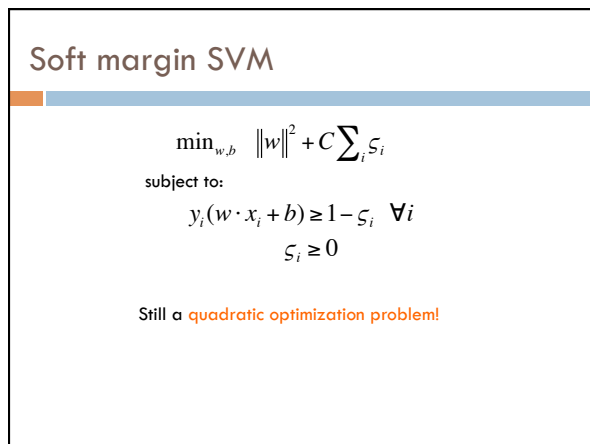 Soft margin SVM
min_{w,b} ‖w‖² + C∑_i ς_i
subject to:
y_i(w · x_i + b) ≥ 1 − ς_i ∀i
ς_i ≥ 0
Still a quadratic optimization problem!